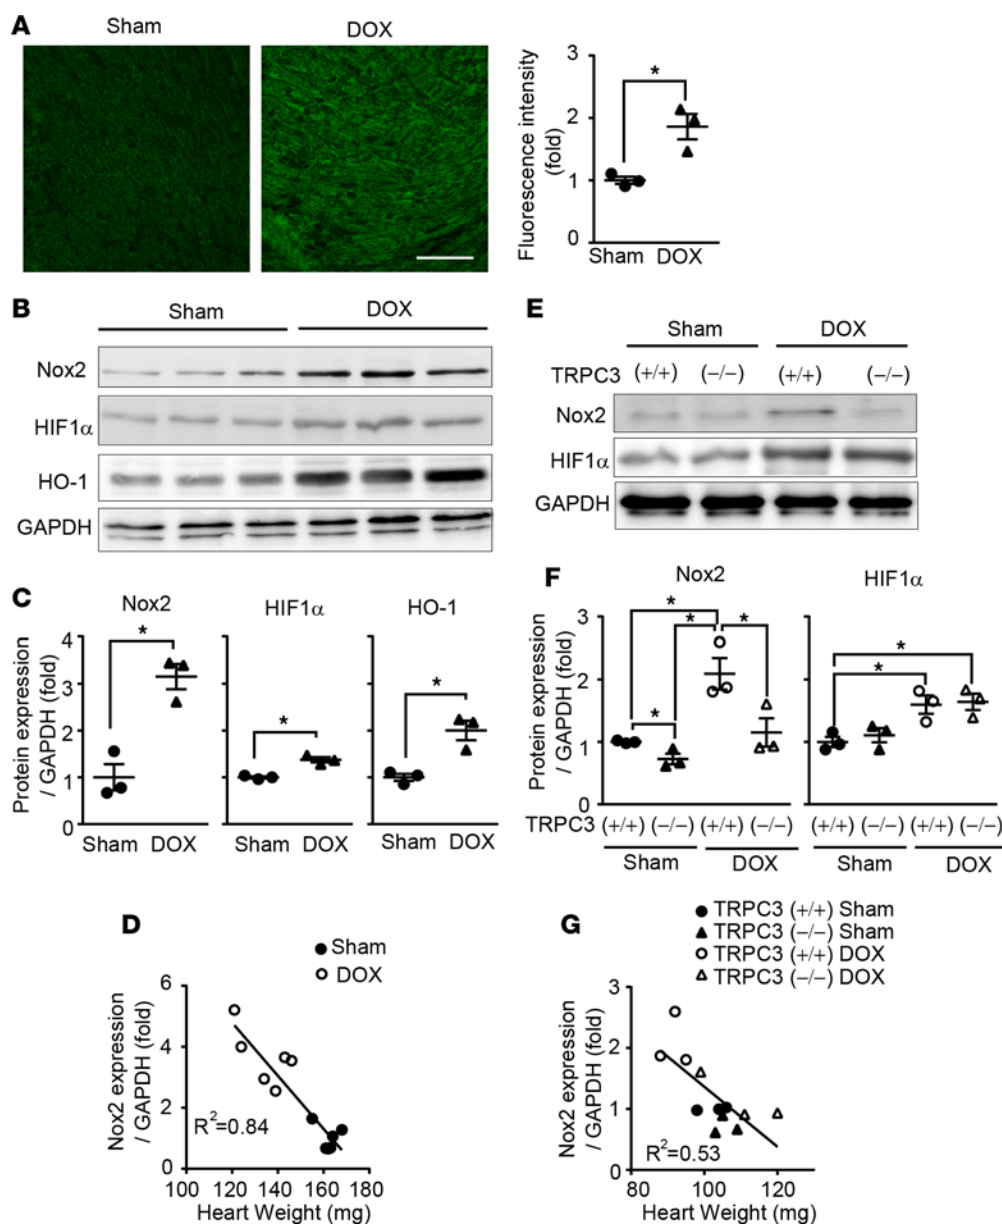 A
Sham
DOX
Fluorescence intensity
(fold)
3
2
1
0
*
Sham
DOX
B
Sham
DOX
Nox2
HIF1α
HO-1
GAPDH
E
Sham
DOX
TRPC3 (+/+) (−/−) (+/+) (−/−)
Nox2
HIF1α
GAPDH
C
Nox2
HIF1α
HO-1
Protein expression
/ GAPDH (fold)
4
3
2
1
0
*
*
*
Sham DOX
Sham DOX
Sham DOX
F
Nox2
HIF1α
Protein expression
/ GAPDH (fold)
3
2
1
0
*
*
*
*
*
*
TRPC3 (+/+) (−/−) (+/+) (−/−) (+/+) (−/−) (+/+) (−/−)
Sham
DOX
Sham
DOX
D
Sham
DOX
Nox2 expression
/ GAPDH (fold)
6
4
2
0
R²=0.84
100 120 140 160 180
Heart Weight (mg)
G
TRPC3 (+/+) Sham
TRPC3 (−/−) Sham
TRPC3 (+/+) DOX
TRPC3 (−/−) DOX
Nox2 expression
/ GAPDH (fold)
3
2
1
0
R²=0.53
80 100 120
Heart Weight (mg)